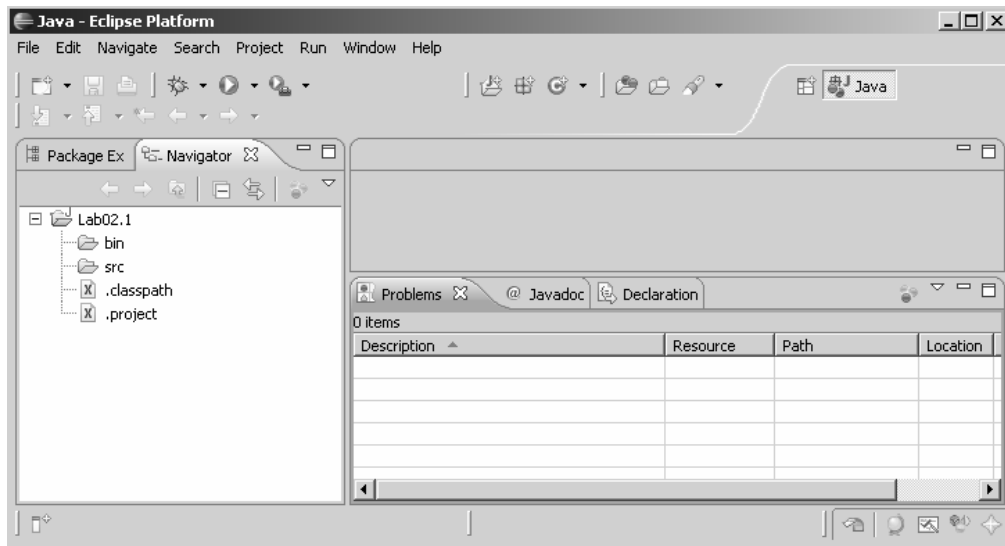 Java - Eclipse Platform
File Edit Navigate Search Project Run Window Help
Java
Package Ex Navigator
Lab02.1
bin
src
.classpath
.project
Problems @ Javadoc Declaration
0 items
Description Resource Path Location